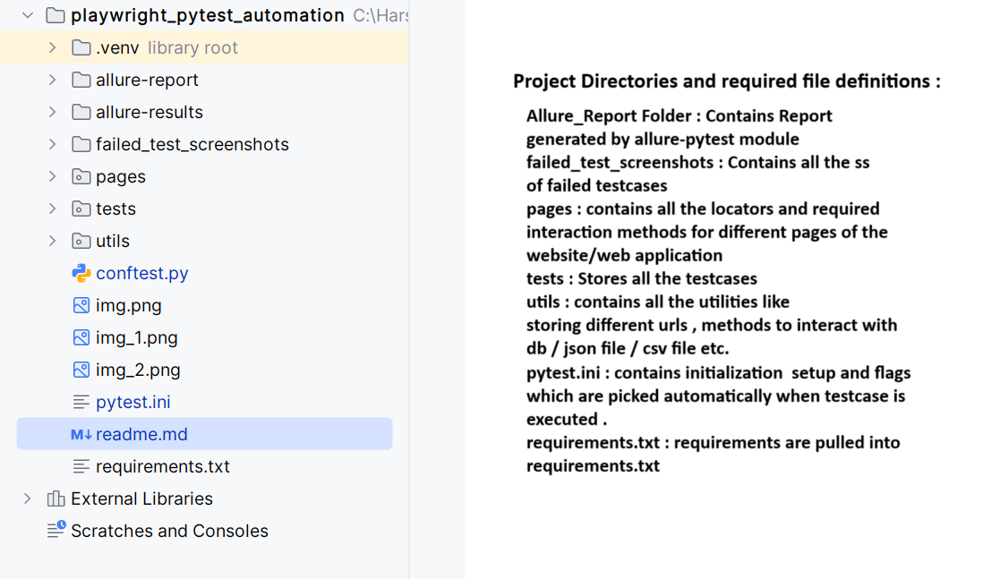 playwright_pytest_automation C:\Hars
.venv library root
allure-report
allure-results
failed_test_screenshots
pages
tests
utils
conftest.py
img.png
img_1.png
img_2.png
pytest.ini
M↓ readme.md
requirements.txt
External Libraries
Scratches and Consoles
Project Directories and required file definitions :
Allure_Report Folder : Contains Report
generated by allure-pytest module
failed_test_screenshots : Contains all the ss
of failed testcases
pages : contains all the locators and required
interaction methods for different pages of the
website/web application
tests : Stores all the testcases
utils : contains all the utilities like
storing different urls , methods to interact with
db / json file / csv file etc.
pytest.ini : contains initialization setup and flags
which are picked automatically when testcase is
executed .
requirements.txt : requirements are pulled into
requirements.txt